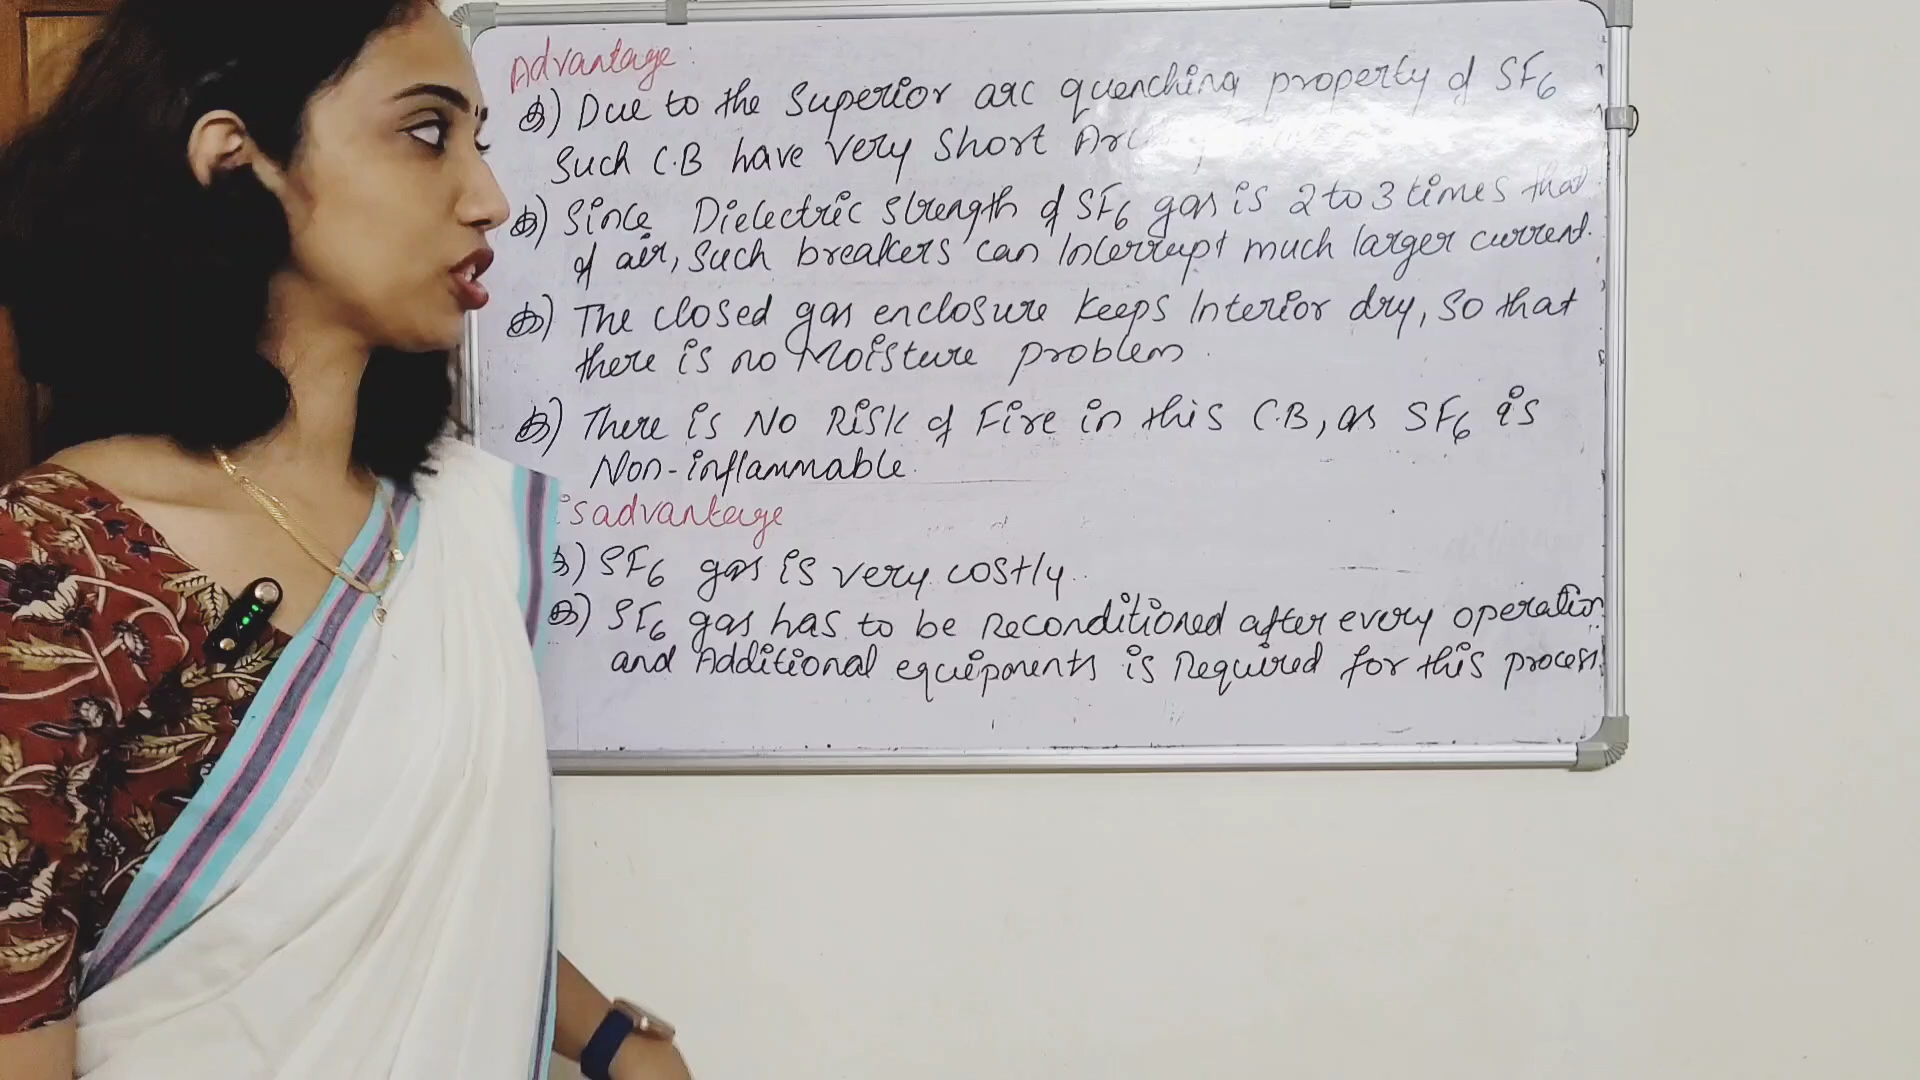 Advantage:
Due to the Superior arc quenching property of SF6
Such C.B have very Short Arc
Since Dielectric strength of SF6 gas is 2 to 3 times that
of air, Such breakers can Interrupt much larger current.
The closed gas enclosure keeps Interior dry, so that
there is no Moisture problem.
There is No Risk of Fire in this C.B, as SF6 is
Non-inflammable.
isadvantage
SF6 gas is very costly.
SF6 gas has to be Reconditioned after every operation
and Additional equipments is Required for this process.